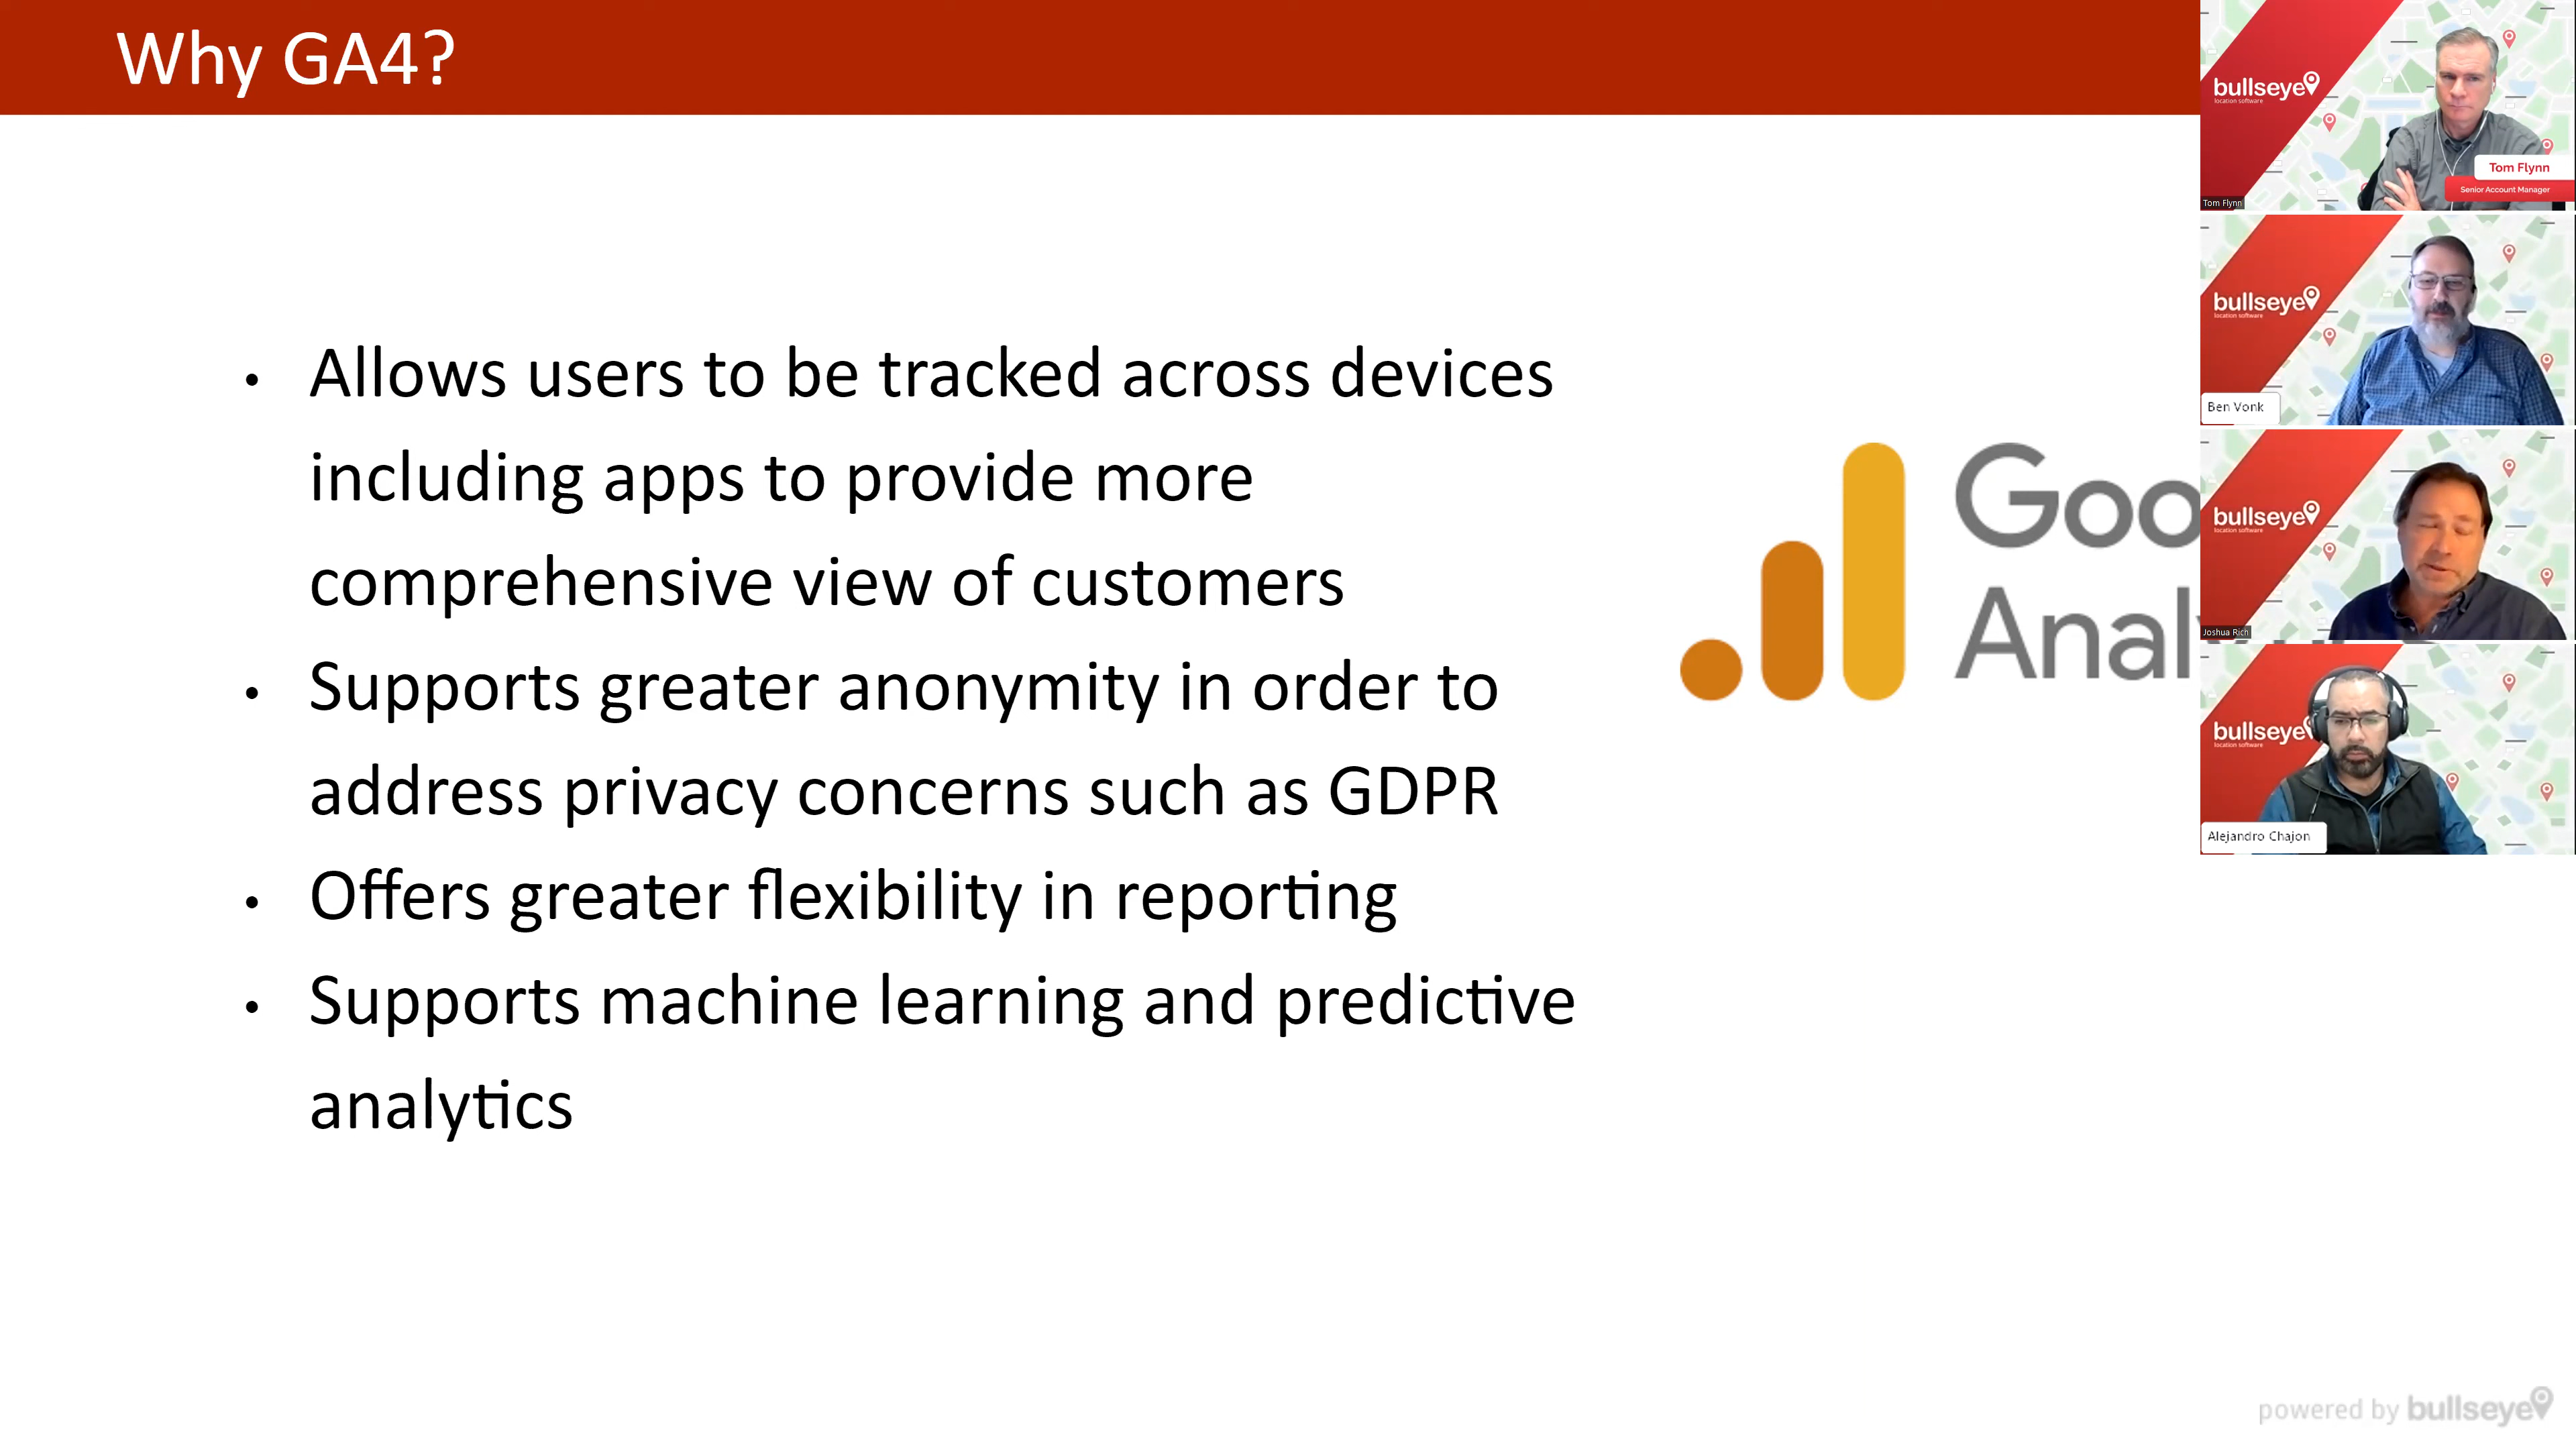 Why GA4?
• Allows users to be tracked across devices
including apps to provide more
comprehensive view of customers
• Supports greater anonymity in order to
address privacy concerns such as GDPR
• Offers greater flexibility in reporting
• Supports machine learning and predictive
analytics
Goo
Anal
bullseye
location software
Tom Flynn
Senior Account Manager
Tom Flynn
bullseye
location software
Ben Vonk
bullseye
location software
Joshua Rich
bullseye
location software
Alejandro Chajon
powered by bullseye